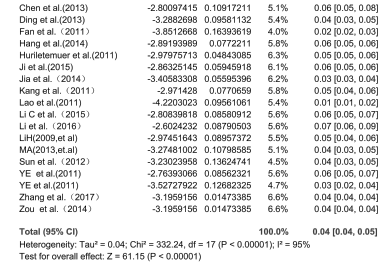 Chen et al.(2013) -2.80097415 0.10917211 5.1% 0.06 [0.05, 0.08]
Ding et al.(2013) -3.2882698 0.09581132 5.4% 0.04 [0.03, 0.05]
Fan et al.（2011） -3.8512668 0.16393619 4.0% 0.02 [0.02, 0.03]
Hang et al.(2014) -2.89193989 0.0772211 5.8% 0.06 [0.05, 0.06]
Huriletemuer et al.(2011) -2.97975713 0.04843085 6.3% 0.05 [0.05, 0.06]
Ji et al.(2015) -2.86325145 0.05945918 6.1% 0.06 [0.05, 0.06]
Jia et al.（2014） -3.40583308 0.05595396 6.2% 0.03 [0.03, 0.04]
Kang et al.（2011） -2.971428 0.0770659 5.8% 0.05 [0.04, 0.06]
Lao et al.(2011) -4.2203023 0.09561061 5.4% 0.01 [0.01, 0.02]
Li C et al.（2015） -2.80839818 0.08580912 5.6% 0.06 [0.05, 0.07]
Li et al.（2016） -2.6024232 0.08790503 5.6% 0.07 [0.06, 0.09]
LiH(2009,et al) -2.97451643 0.08957372 5.5% 0.05 [0.04, 0.06]
MA(2013,et.al) -3.27481002 0.10798585 5.1% 0.04 [0.03, 0.05]
Sun et al.（2012） -3.23023958 0.13624741 4.5% 0.04 [0.03, 0.05]
YE et al.(2011) -2.76393066 0.08562321 5.6% 0.06 [0.05, 0.07]
YE et al.(2011) -3.52727922 0.12682325 4.7% 0.03 [0.02, 0.04]
Zhang et al.（2017） -3.1959156 0.01473385 6.6% 0.04 [0.04, 0.04]
Zou et al.（2014） -3.1959156 0.01473385 6.6% 0.04 [0.04, 0.04]
Total (95% CI) 100.0% 0.04 [0.04, 0.05]
Heterogeneity: Tau² = 0.04; Chi² = 332.24, df = 17 (P < 0.00001); I² = 95%
Test for overall effect: Z = 61.15 (P < 0.00001)